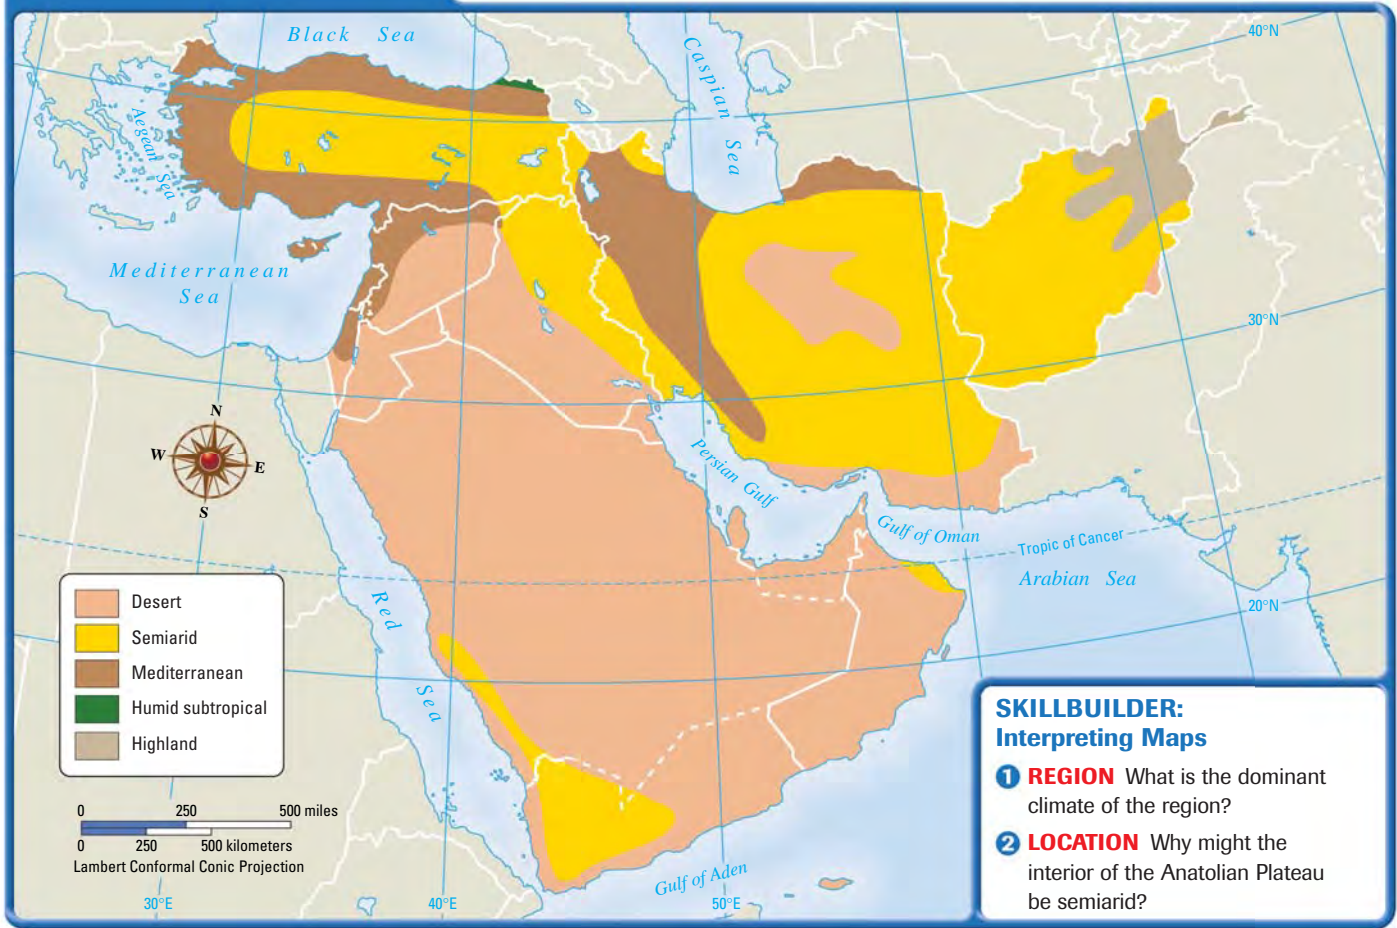 Black Sea
Caspian Sea
40°N
Aegean Sea
Mediterranean
Sea
30°N
N
W
E
S
Persian Gulf
Gulf of Oman
Tropic of Cancer
Arabian Sea
20°N
Red Sea
Desert
Semiarid
Mediterranean
Humid subtropical
Highland
0 250 500 miles
0 250 500 kilometers
Lambert Conformal Conic Projection
Gulf of Aden
30°E
40°E
50°E
SKILLBUILDER:
Interpreting Maps
1 REGION What is the dominant
climate of the region?
2 LOCATION Why might the
interior of the Anatolian Plateau
be semiarid?